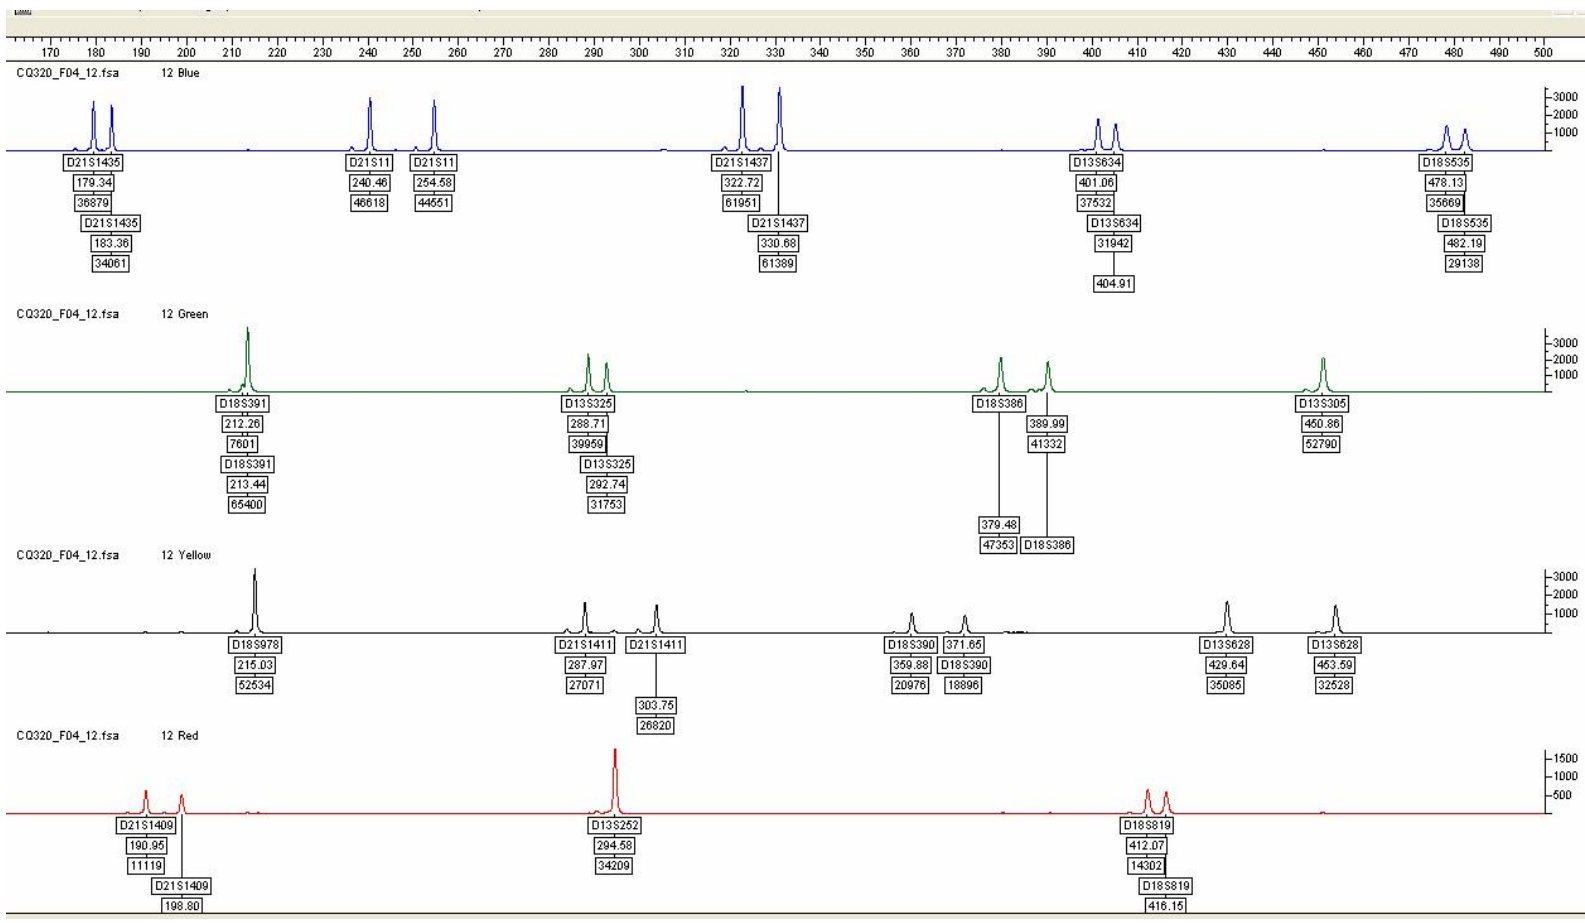 170 180 190 200 210 220 230 240 250 260 270 280 290 300 310 320 330 340 350 360 370 380 390 400 410 420 430 440 450 460 470 480 490 500
CQ320_F04_12.fsa 12 Blue
3000
2000
1000
D21S1435 D21S11 D21S11 D21S1437 D13S634 D18S535
179.34 240.46 254.58 322.72 401.06 478.13
36879 46618 44551 61951 37532 35669
D21S1435 D21S1437 D13S634 D18S535
183.36 330.68 31942 482.19
34061 61389 29138
404.91
CQ320_F04_12.fsa 12 Green
3000
2000
1000
D18S391 D13S325 D18S386 D13S305
212.26 288.71 389.99 450.86
7601 39959 41332 52790
D18S391 D13S325
213.44 292.74
65400 31753
379.48
47353 D18S386
CQ320_F04_12.fsa 12 Yellow
3000
2000
1000
D18S978 D21S1411 D21S1411 D18S390 371.65 D13S628 D13S628
215.03 287.97 359.88 D18S390 429.64 453.59
52534 27071 20976 18896 35085 32528
303.75
26820
CQ320_F04_12.fsa 12 Red
1500
1000
500
D21S1409 D13S252 D18S819
190.95 294.58 412.07
11119 34209 14302
D21S1409 D18S819
198.80 416.15